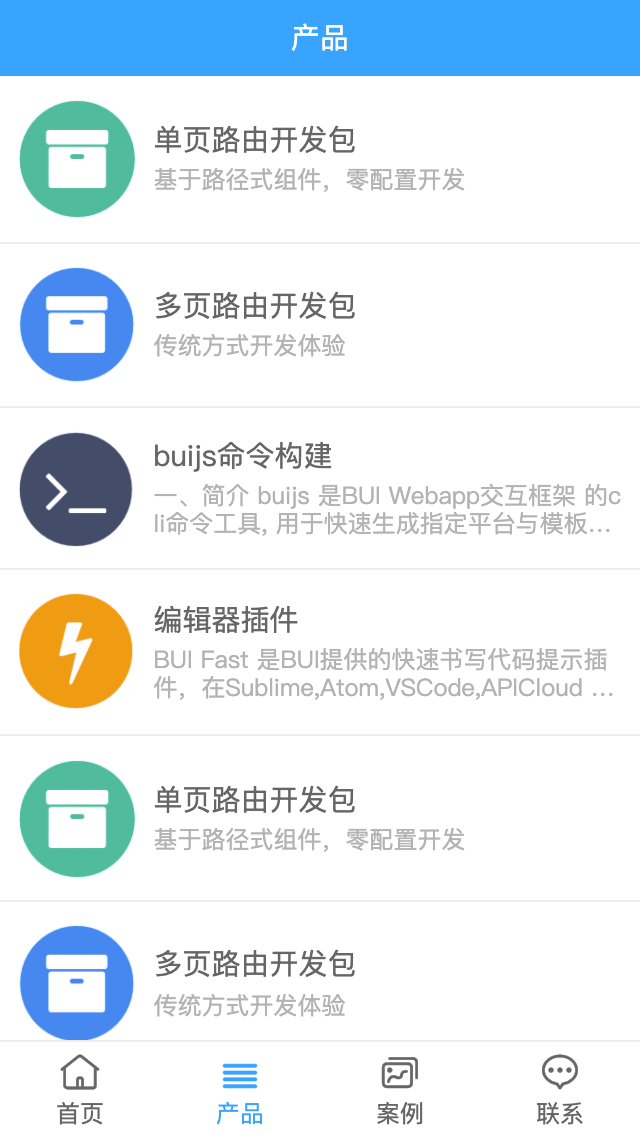 产品
单页路由开发包
基于路径式组件，零配置开发
多页路由开发包
传统方式开发体验
buijs命令构建
一、简介 buijs 是BUI Webapp交互框架 的c
li命令工具, 用于快速生成指定平台与模板...
编辑器插件
BUI Fast 是BUI提供的快速书写代码提示插
件，在Sublime,Atom,VSCode,APICloud ...
单页路由开发包
基于路径式组件，零配置开发
多页路由开发包
传统方式开发体验
首页
产品
案例
联系